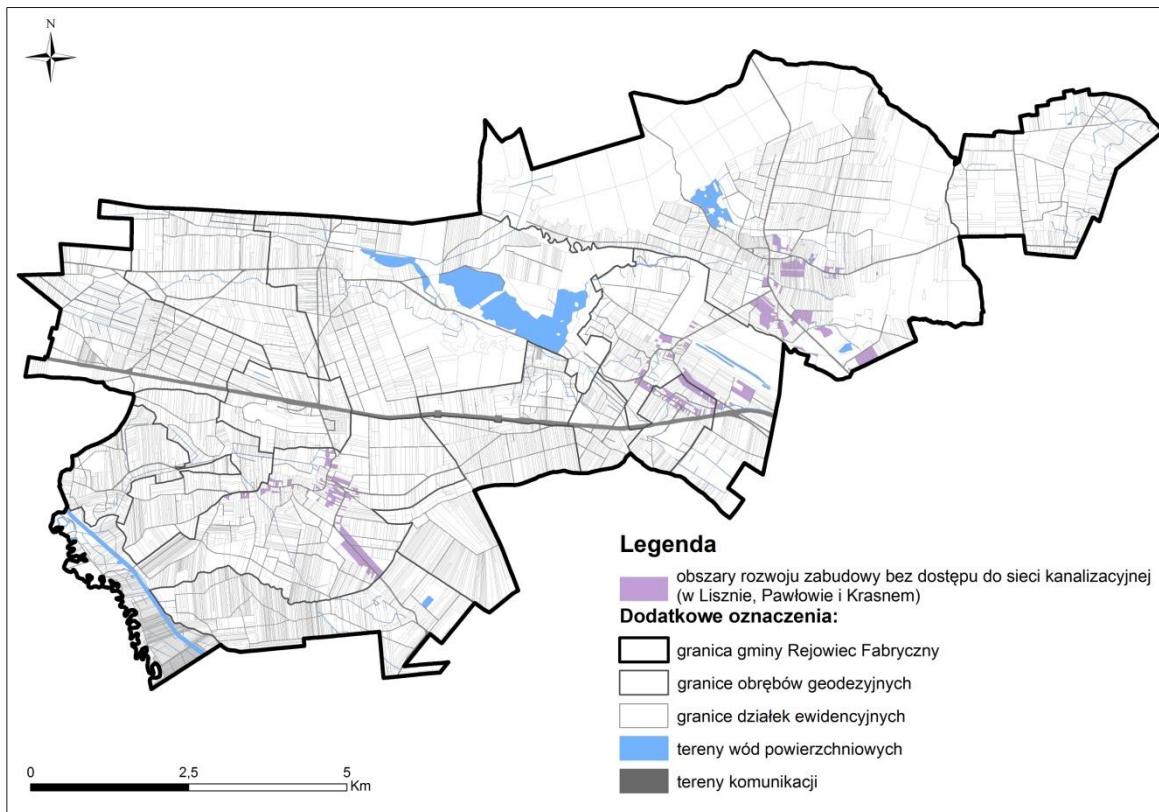 N
Legenda
obszary rozwoju zabudowy bez dostępu do sieci kanalizacyjnej
(w Lisznie, Pawłowie i Krasnem)
Dodatkowe oznaczenia:
granica gminy Rejowiec Fabryczny
granice obrębów geodezyjnych
granice działek ewidencyjnych
tereny wód powierzchniowych
tereny komunikacji
0 2,5 5
Km